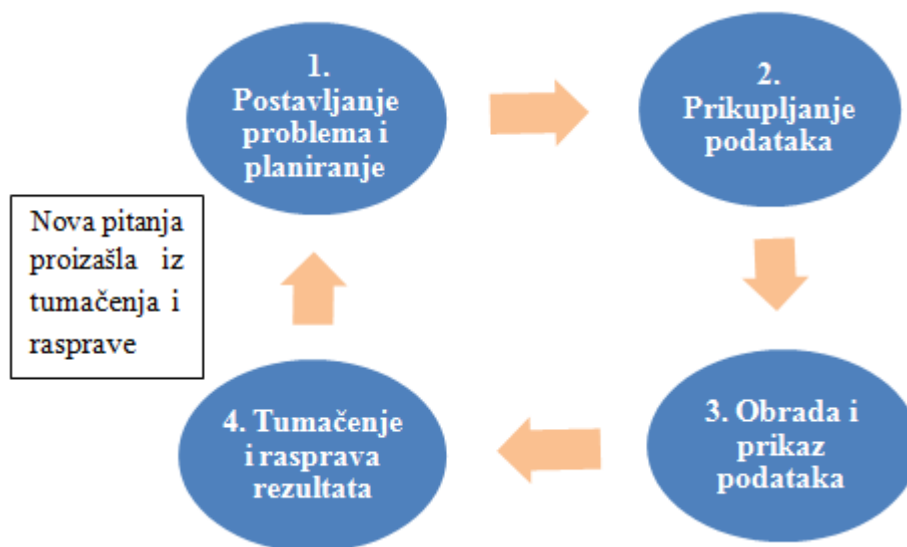 1.
Postavljanje
problema i
planiranje
2.
Prikupljanje
podataka
Nova pitanja
proizašla iz
tumačenja i
rasprave
4. Tumačenje
i rasprava
rezultata
3. Obrada i
prikaz
podataka